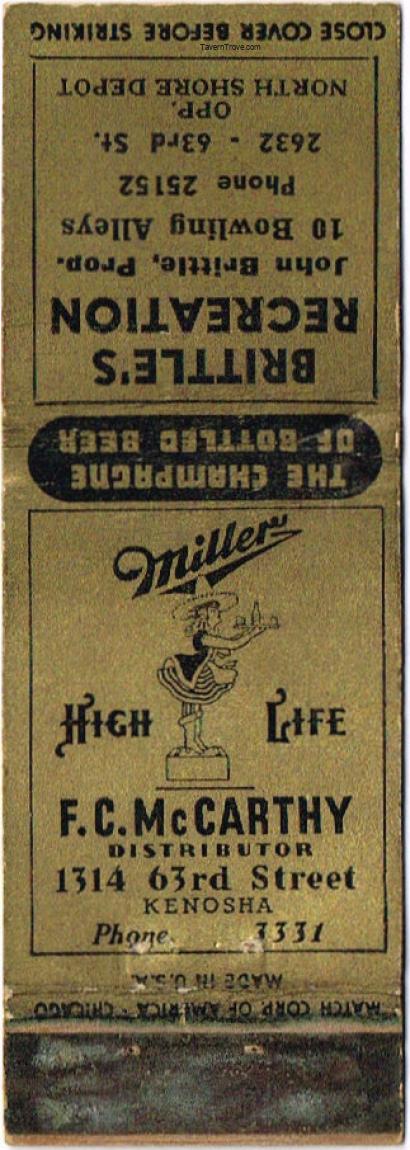 CLOSE COVER BEFORE STRIKING
TavernTrove.com
BRITTLE'S
RECREATION
John Brittle, Prop.
10 Bowling Alleys
Phone 25152
2632 - 63rd St.
OPP.
NORTH SHORE DEPOT
THE CHAMPAGNE
OF BOTTLED BEER
Miller
HIGH LIFE
F.C. McCARTHY
DISTRIBUTOR
1314 63rd Street
KENOSHA
Phone 3331
MATCH CORP. OF AMERICA - CHICAGO
MADE IN U.S.A.